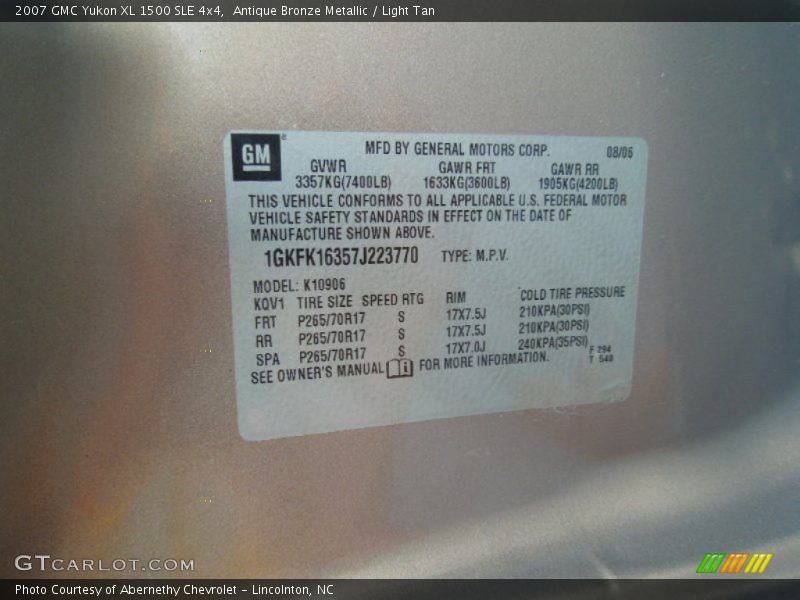 2007 GMC Yukon XL 1500 SLE 4x4, Antique Bronze Metallic / Light Tan
GM®
MFD BY GENERAL MOTORS CORP. 08/06
GVWR GAWR FRT GAWR RR
3357KG(7400LB) 1633KG(3600LB) 1905KG(4200LB)
THIS VEHICLE CONFORMS TO ALL APPLICABLE U.S. FEDERAL MOTOR
VEHICLE SAFETY STANDARDS IN EFFECT ON THE DATE OF
MANUFACTURE SHOWN ABOVE.
1GKFK16357J223770 TYPE: M.P.V.
MODEL: K10906
KQV1 TIRE SIZE SPEED RTG RIM COLD TIRE PRESSURE
FRT P265/70R17 S 17X7.5J 210KPA(30PSI)
RR P265/70R17 S 17X7.5J 210KPA(30PSI)
SPA P265/70R17 S 17X7.0J 240KPA(35PSI)
SEE OWNER'S MANUAL i FOR MORE INFORMATION.
F 294
T 548
GTCARLOT.COM
Photo Courtesy of Abernethy Chevrolet – Lincolnton, NC